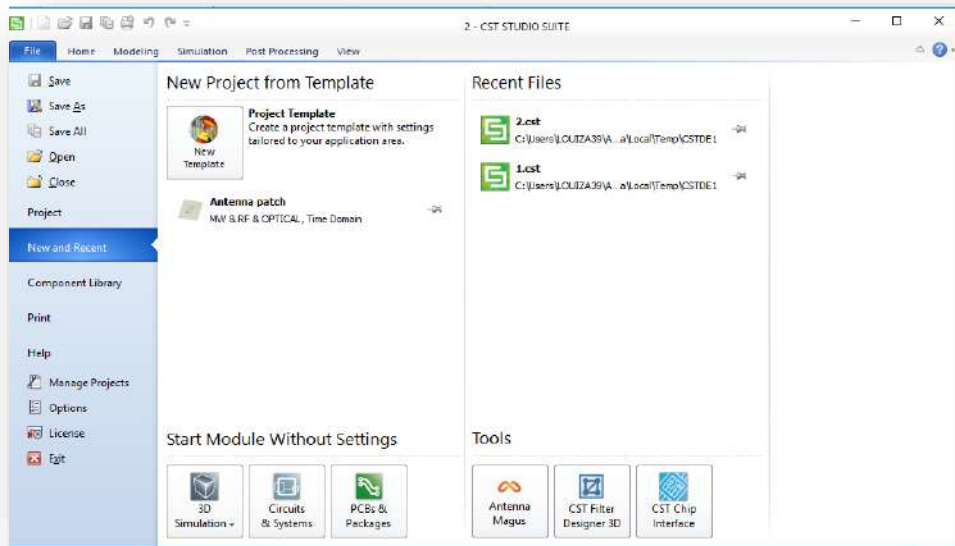 2 - CST STUDIO SUITE
File Home Modeling Simulation Post Processing View
Save
Save As
Save All
Open
Close
Project
New and Recent
Component Library
Print
Help
Manage Projects
Options
License
Exit
New Project from Template
New Template
Project Template
Create a project template with settings
tailored to your application area.
Antenna patch
MW & RF & OPTICAL, Time Domain
Recent Files
2.cst
C:\Users\LOUIZA39\A...a\Local\Temp\CSTDE1
1.cst
C:\Users\LOUIZA39\A...a\Local\Temp\CSTDE1
Start Module Without Settings
3D
Simulation
Circuits
& Systems
PCBs &
Packages
Tools
Antenna
Magus
CST Filter
Designer 3D
CST Chip
Interface